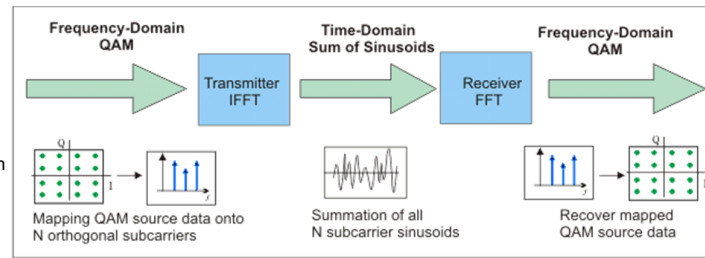 Frequency-Domain
QAM
Time-Domain
Sum of Sinusoids
Frequency-Domain
QAM
Transmitter
IFFT
Receiver
FFT
Q
I
f
Q
I
f
Mapping QAM source data onto
N orthogonal subcarriers
Summation of all
N subcarrier sinusoids
Recover mapped
QAM source data